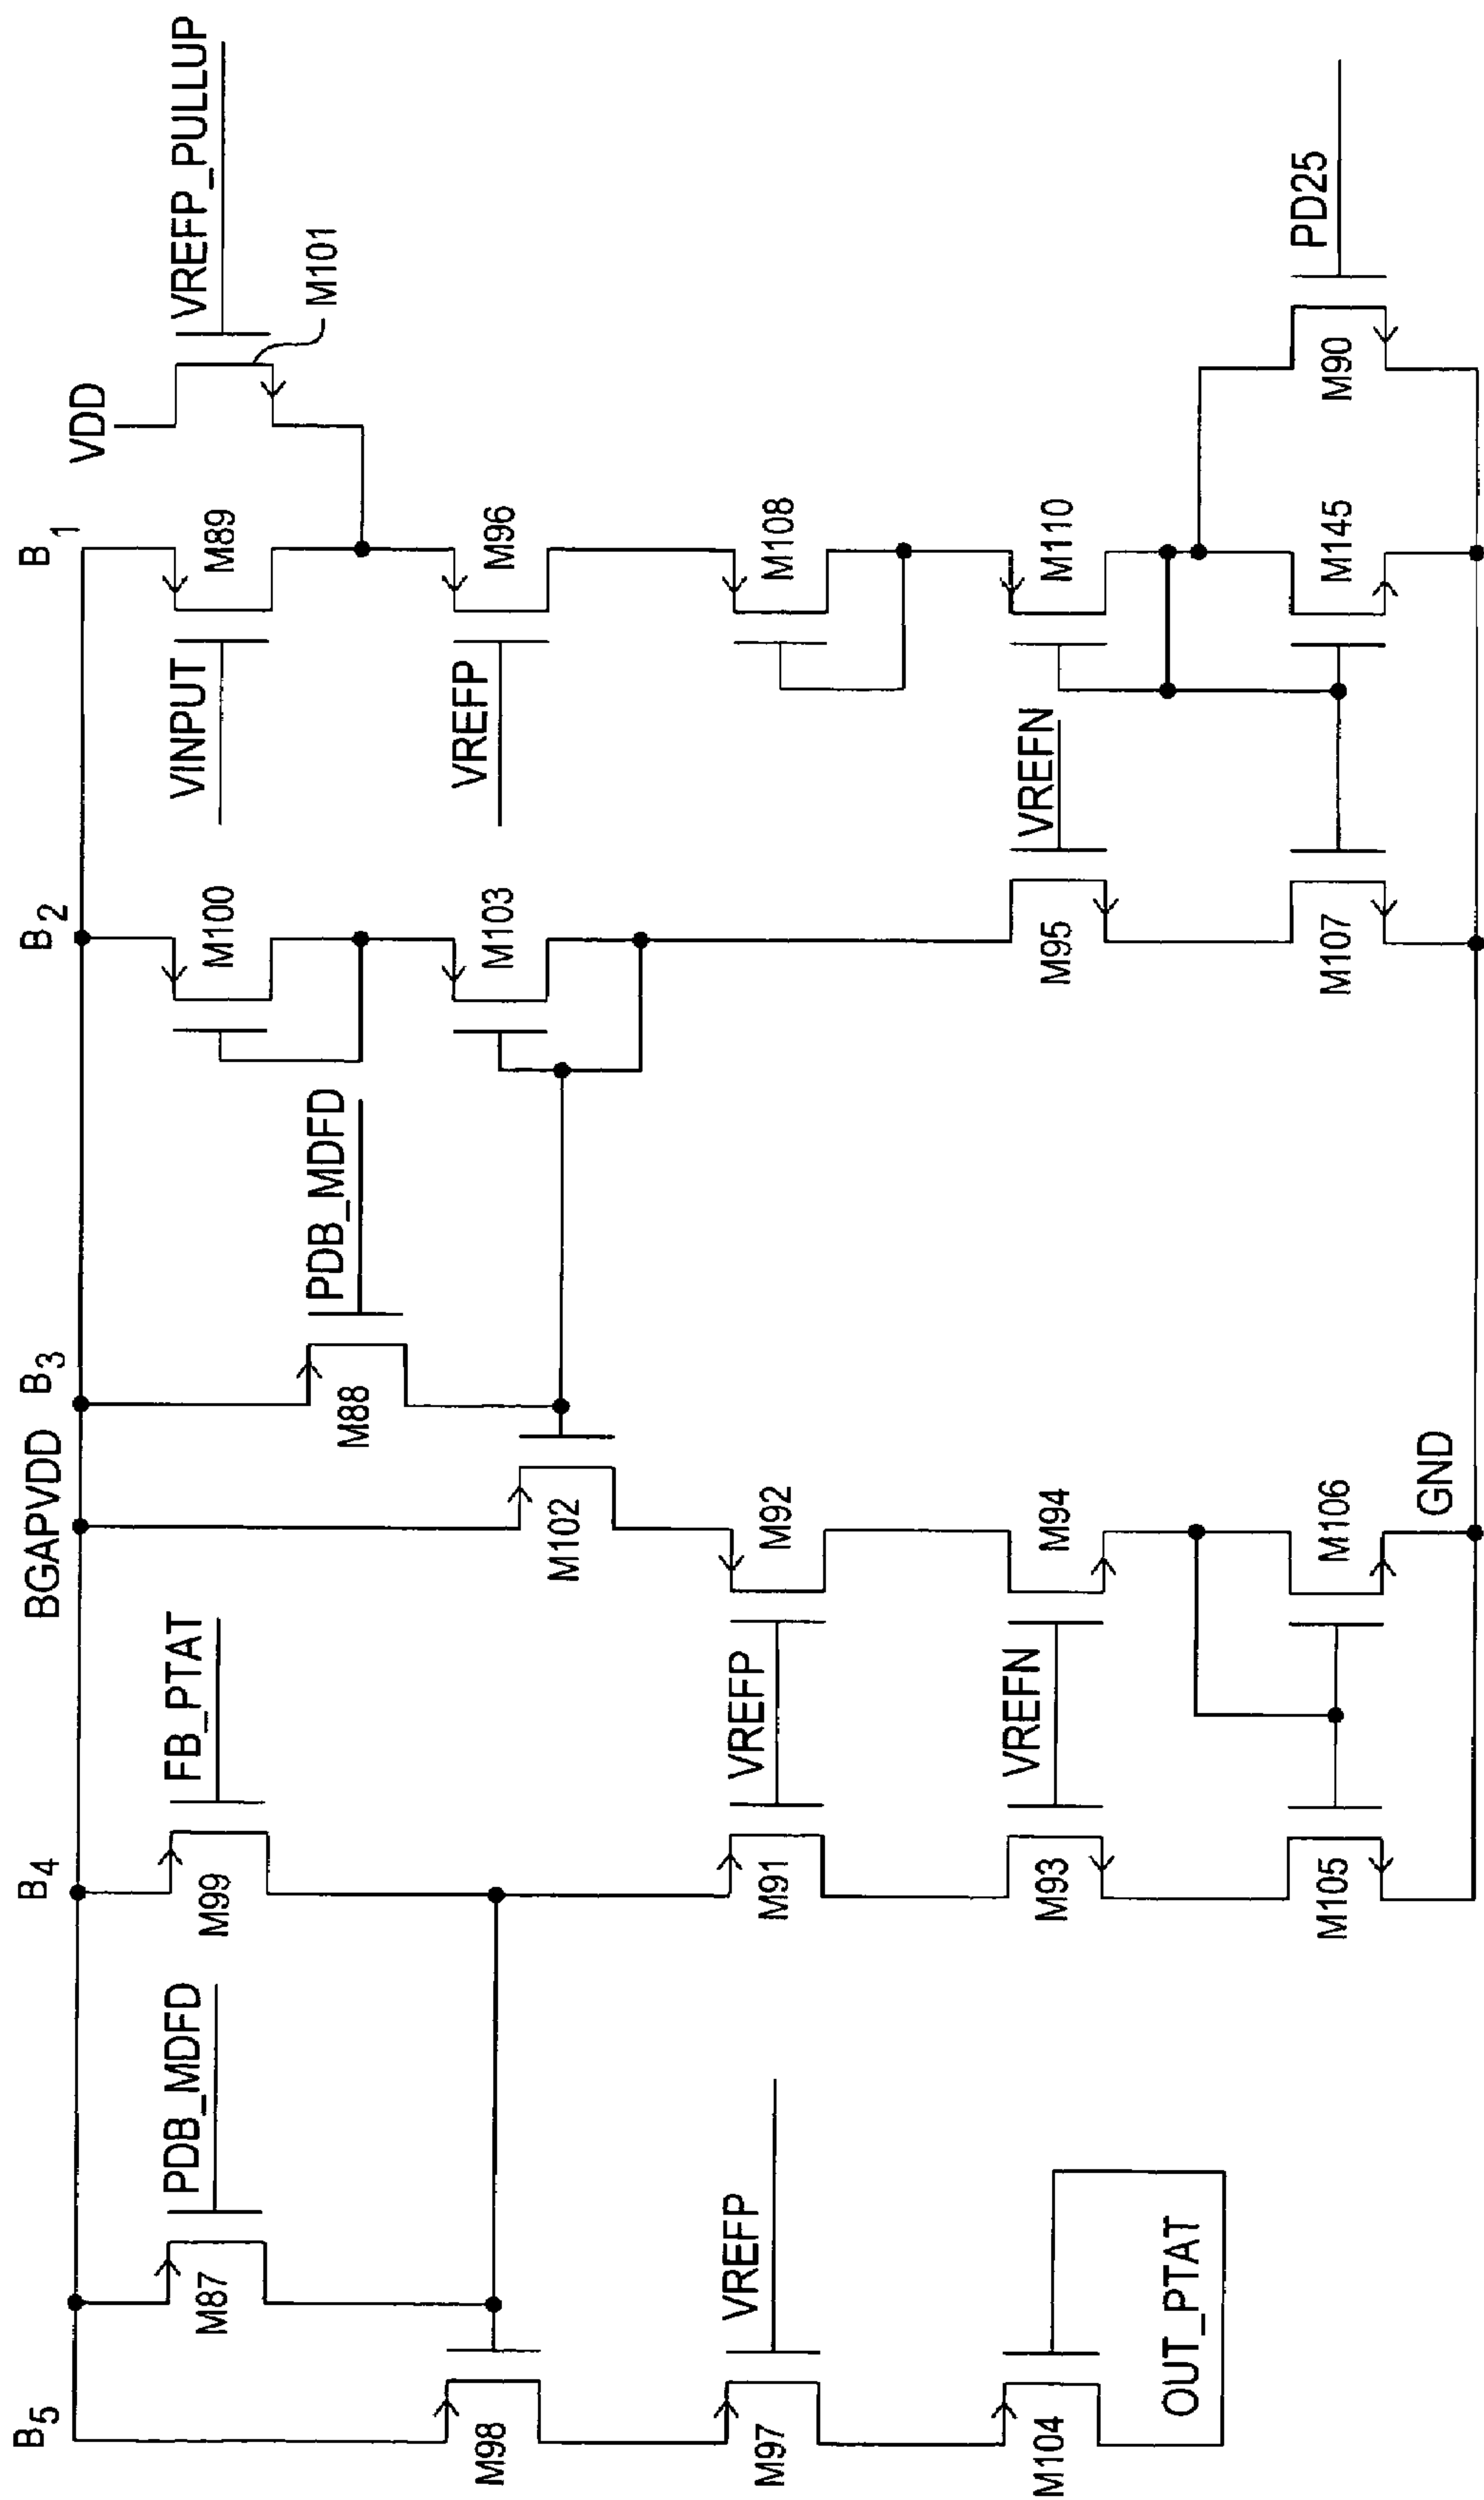 B5
B4
BGAPVDD
B3
B2
B1
VDD
VREFP_PULLUP
M101
PDB_MDFD
M87
FB_PTAT
M99
PDB_MDFD
M88
M100
VINPUT
M89
M98
M102
M103
VREFP
M96
VREFP
M97
M91
VREFP
M92
M108
M104
M93
VREFN
M94
VREFN
M95
M110
OUT_PTAT
M105
M106
M107
M145
M90
PD25
GND